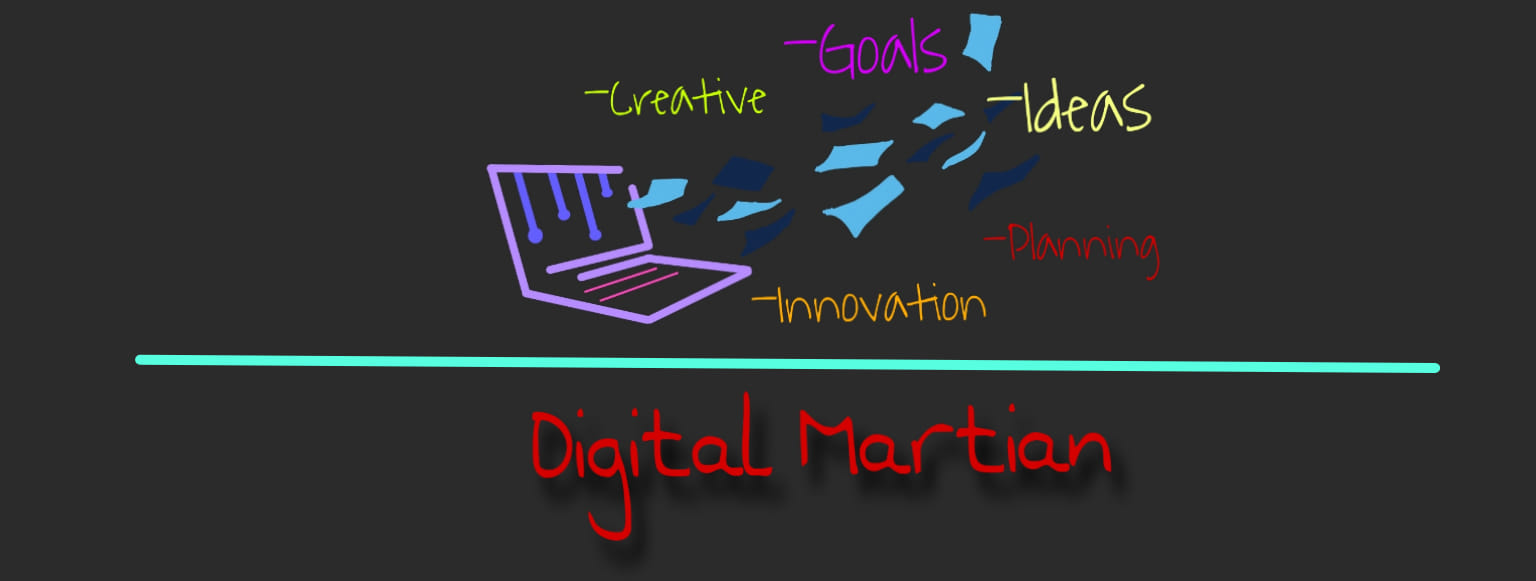 -Goals
-Creative
-Ideas
-Planning
-Innovation
Digital Martian